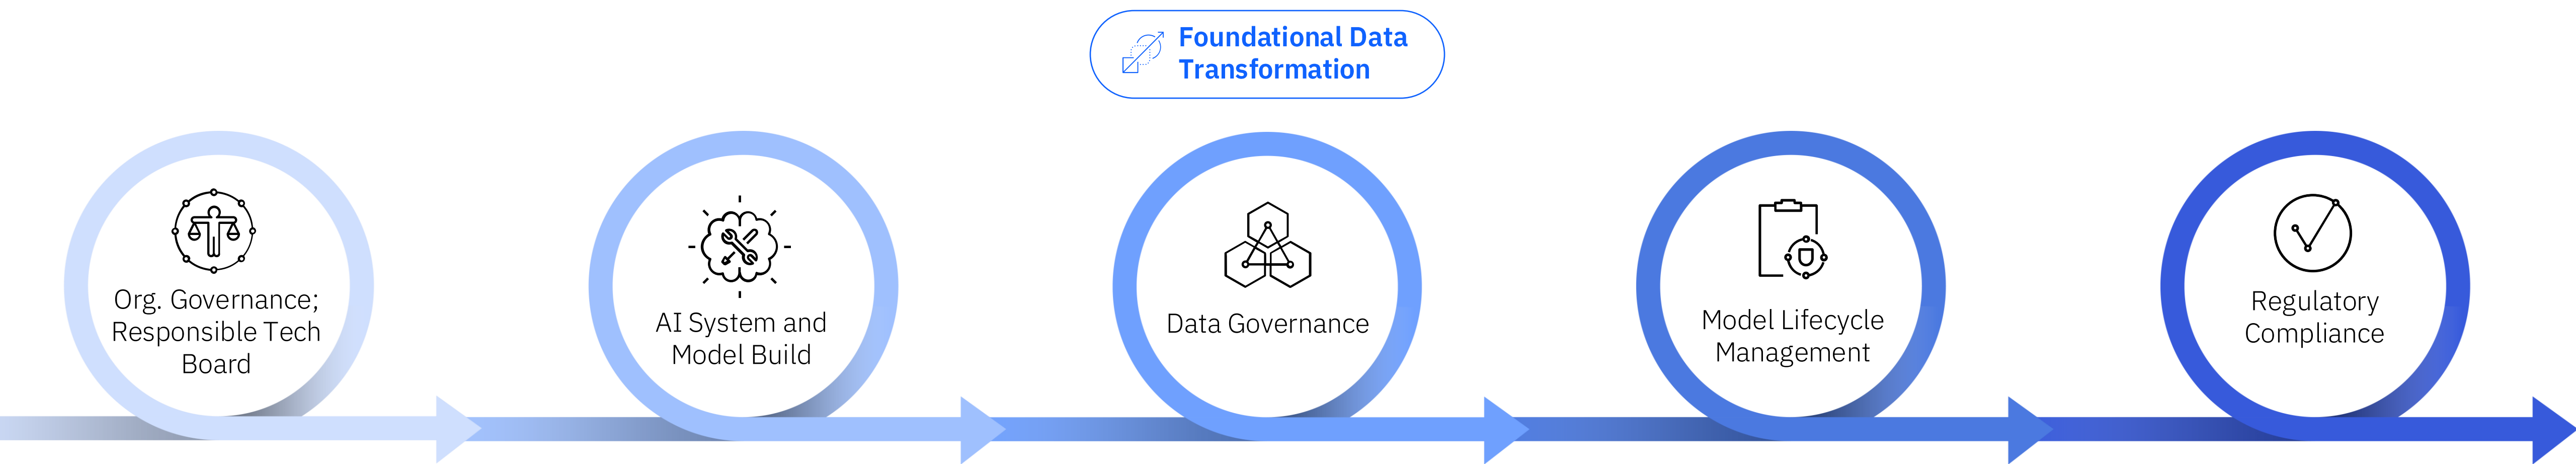 Foundational Data
Transformation
Org. Governance;
Responsible Tech
Board
AI System and
Model Build
Data Governance
Model Lifecycle
Management
Regulatory
Compliance